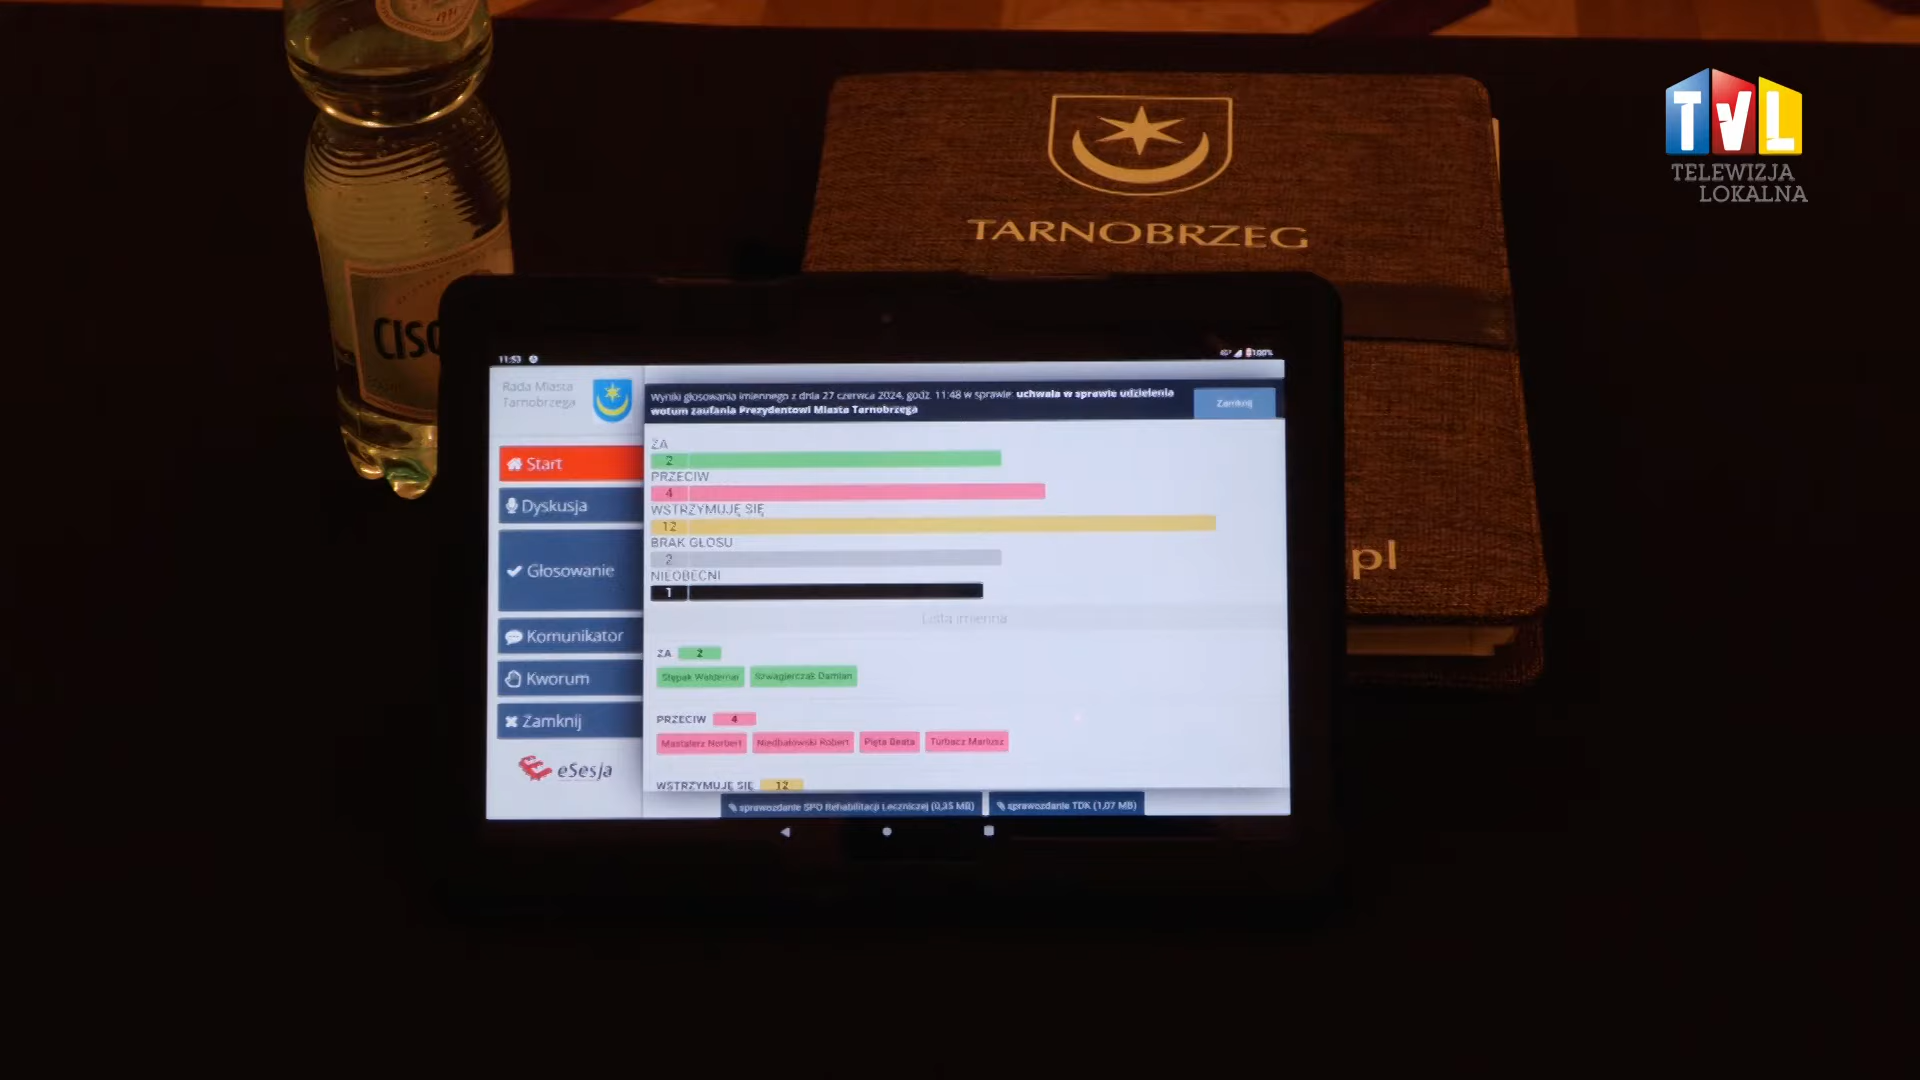 TVL
TELEWIZJA
LOKALNA
TARNOBRZEG
.pl
CISO
11:53
100%
Rada Miasta
Tarnobrzega
Start
Dyskusja
Głosowanie
Komunikator
Kworum
Zamknij
eSesja
Wyniki głosowania imiennego z dnia 27 czerwca 2024, godz. 11:48 w sprawie: uchwała w sprawie udzielenia
wotum zaufania Prezydentowi Miasta Tarnobrzega
Zamknij
ZA
2
PRZECIW
4
WSTRZYMUJĘ SIĘ
12
BRAK GŁOSU
2
NIEOBECNI
1
Lista imienna
ZA 2
Stępak Waldemar Szwagierczak Damian
PRZECIW 4
Mastalerz Norbert Niedbałowski Robert Pięta Beata Turbacz Mariusz
WSTRZYMUJĘ SIĘ 12
sprawozdanie SPO Rehabilitacji Leczniczej (0,35 MB) sprawozdanie TDK (1,07 MB)